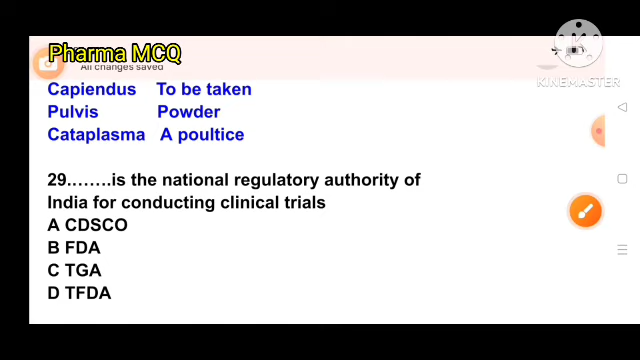 Pharma MCQ
All changes saved
KINEMASTER
Capiendus To be taken
Pulvis Powder
Cataplasma A poultice
29........is the national regulatory authority of
India for conducting clinical trials
A CDSCO
B FDA
C TGA
D TFDA